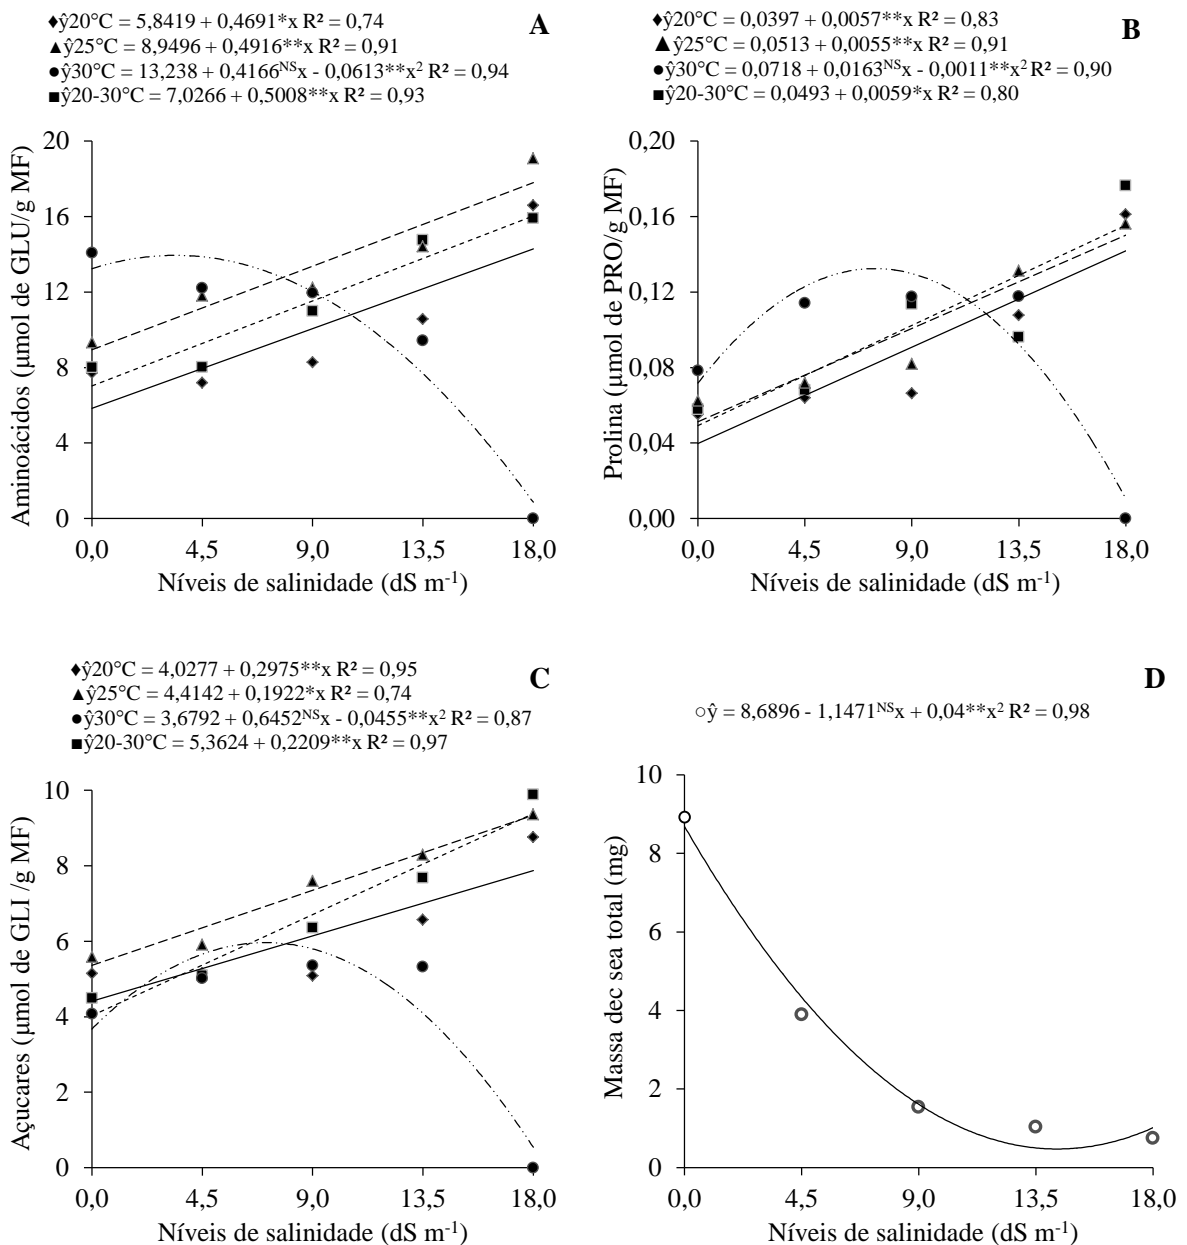 ♦ŷ20°C = 5,8419 + 0,4691*x R² = 0,74
▲ŷ25°C = 8,9496 + 0,4916**x R² = 0,91
●ŷ30°C = 13,238 + 0,4166ᴺˢx - 0,0613**x² R² = 0,94
■ŷ20-30°C = 7,0266 + 0,5008**x R² = 0,93
A
Aminoácidos (µmol de GLU/g MF)
20
16
12
8
4
0
0,0 4,5 9,0 13,5 18,0
Níveis de salinidade (dS m⁻¹)
♦ŷ20°C = 0,0397 + 0,0057**x R² = 0,83
▲ŷ25°C = 0,0513 + 0,0055**x R² = 0,91
●ŷ30°C = 0,0718 + 0,0163ᴺˢx - 0,0011**x² R² = 0,90
■ŷ20-30°C = 0,0493 + 0,0059*x R² = 0,80
B
Prolina (µmol de PRO/g MF)
0,20
0,16
0,12
0,08
0,04
0,00
0,0 4,5 9,0 13,5 18,0
Níveis de salinidade (dS m⁻¹)
♦ŷ20°C = 4,0277 + 0,2975**x R² = 0,95
▲ŷ25°C = 4,4142 + 0,1922*x R² = 0,74
●ŷ30°C = 3,6792 + 0,6452ᴺˢx - 0,0455**x² R² = 0,87
■ŷ20-30°C = 5,3624 + 0,2209**x R² = 0,97
C
Açucares (µmol de GLI /g MF)
10
8
6
4
2
0
0,0 4,5 9,0 13,5 18,0
Níveis de salinidade (dS m⁻¹)
D
○ŷ = 8,6896 - 1,1471ᴺˢx + 0,04**x² R² = 0,98
Massa dec sea total (mg)
10
8
6
4
2
0
0,0 4,5 9,0 13,5 18,0
Níveis de salinidade (dS m⁻¹)